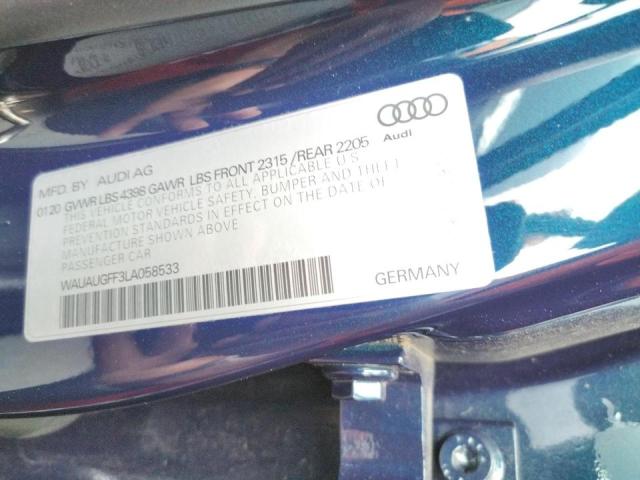 Audi
MFD. BY AUDI AG
0120 GVWR LBS 4398 GAWR LBS FRONT 2315 / REAR 2205
THIS VEHICLE CONFORMS TO ALL APPLICABLE U S
FEDERAL MOTOR VEHICLE SAFETY, BUMPER AND THEFT
PREVENTION STANDARDS IN EFFECT ON THE DATE OF
MANUFACTURE SHOWN ABOVE
PASSENGER CAR
WAUAUGFF3LA058533
GERMANY